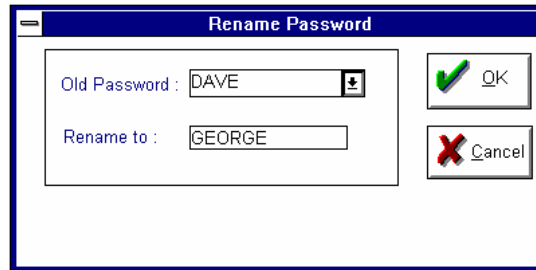 Rename Password
Old Password : DAVE
OK
Rename to : GEORGE
Cancel